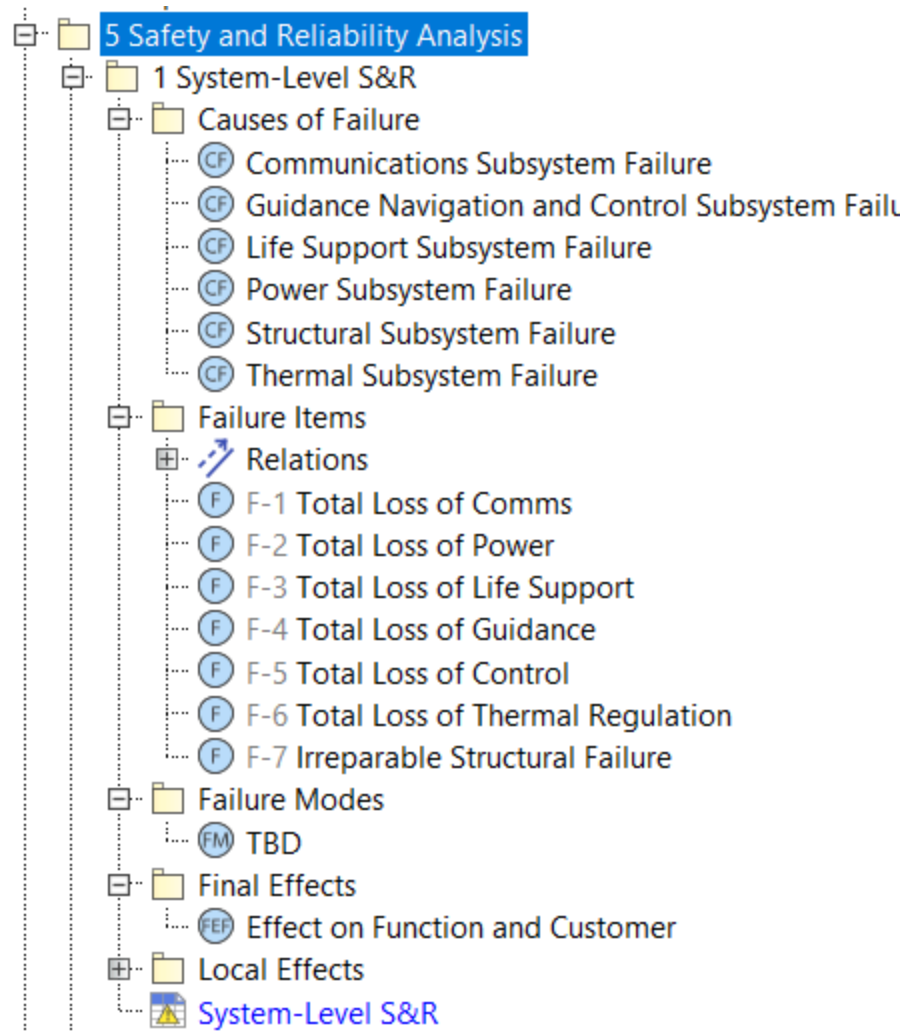 5 Safety and Reliability Analysis
1 System-Level S&R
Causes of Failure
CF Communications Subsystem Failure
CF Guidance Navigation and Control Subsystem Failu
CF Life Support Subsystem Failure
CF Power Subsystem Failure
CF Structural Subsystem Failure
CF Thermal Subsystem Failure
Failure Items
Relations
F F-1 Total Loss of Comms
F F-2 Total Loss of Power
F F-3 Total Loss of Life Support
F F-4 Total Loss of Guidance
F F-5 Total Loss of Control
F F-6 Total Loss of Thermal Regulation
F F-7 Irreparable Structural Failure
Failure Modes
FM TBD
Final Effects
FEF Effect on Function and Customer
Local Effects
System-Level S&R